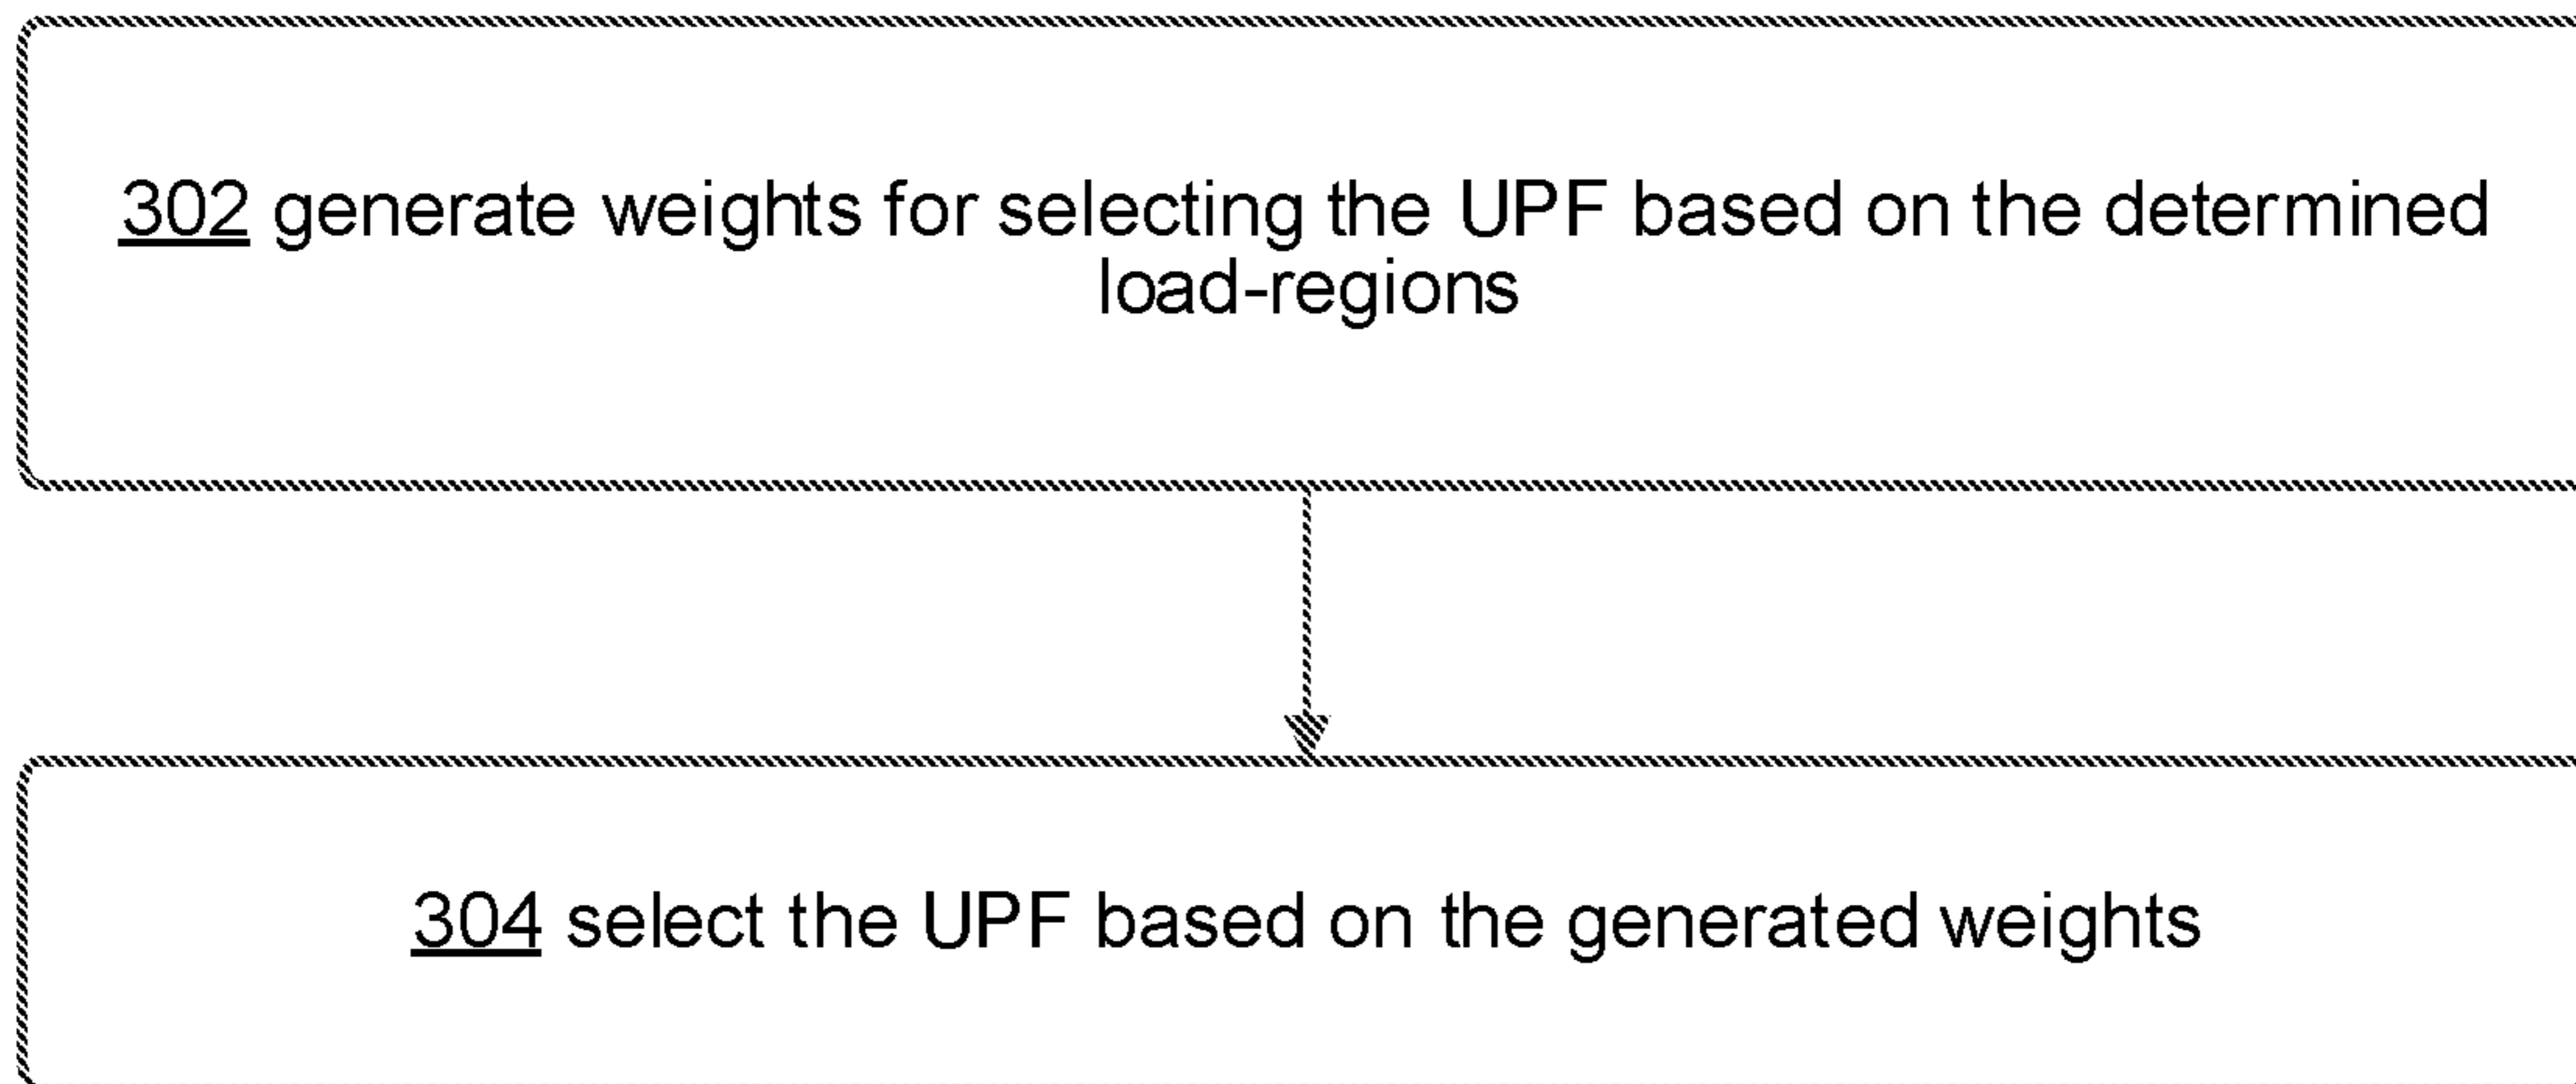 302 generate weights for selecting the UPF based on the determined
load-regions
304 select the UPF based on the generated weights